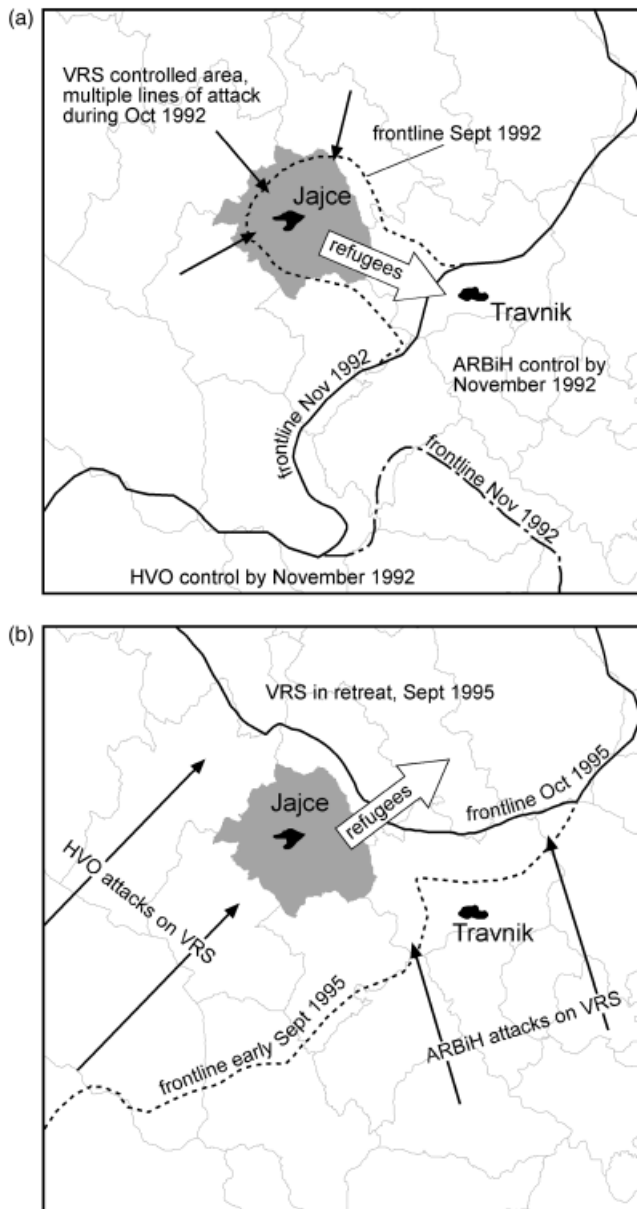 (a)
VRS controlled area,
multiple lines of attack
during Oct 1992
frontline Sept 1992
Jajce
refugees
Travnik
ARBiH control by
November 1992
frontline Nov 1992
frontline Nov 1992
HVO control by November 1992
(b)
VRS in retreat, Sept 1995
Jajce
refugees
frontline Oct 1995
HVO attacks on VRS
Travnik
ARBiH attacks on VRS
frontline early Sept 1995